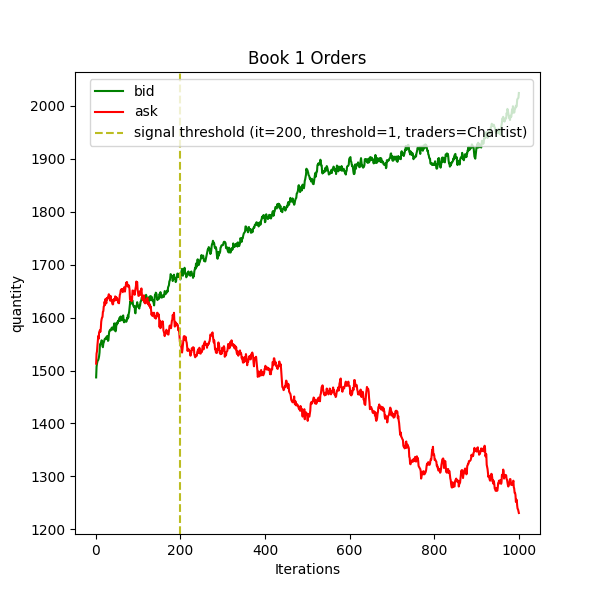 Book 1 Orders
bid
ask
signal threshold (it=200, threshold=1, traders=Chartist)
quantity
2000
1900
1800
1700
1600
1500
1400
1300
1200
0 200 400 600 800 1000
Iterations